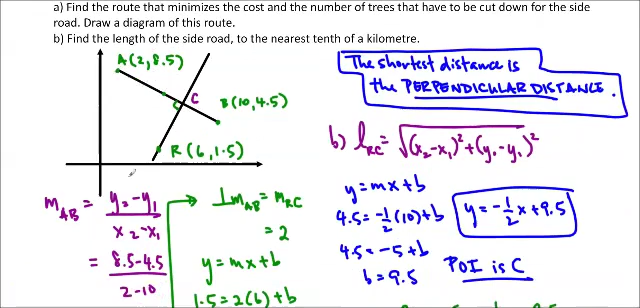 a) Find the route that minimizes the cost and the number of trees that have to be cut down for the side
road. Draw a diagram of this route.
b) Find the length of the side road, to the nearest tenth of a kilometre.
A(2,8.5)
C
B(10,4.5)
R(6,1.5)
The shortest distance is
the PERPENDICULAR DISTANCE.
b) l_RC = √(x₂-x₁)²+(y₂-y₁)²
m_AB = y₂-y₁
x₂-x₁
= 8.5-4.5
2-10
⊥m_AB = m_RC
= 2
y=mx+b
1.5=2(6)+b
y=mx+b
4.5=-1/2(10)+b
4.5=-5+b
b=9.5
y=-1/2x+9.5
POI is C